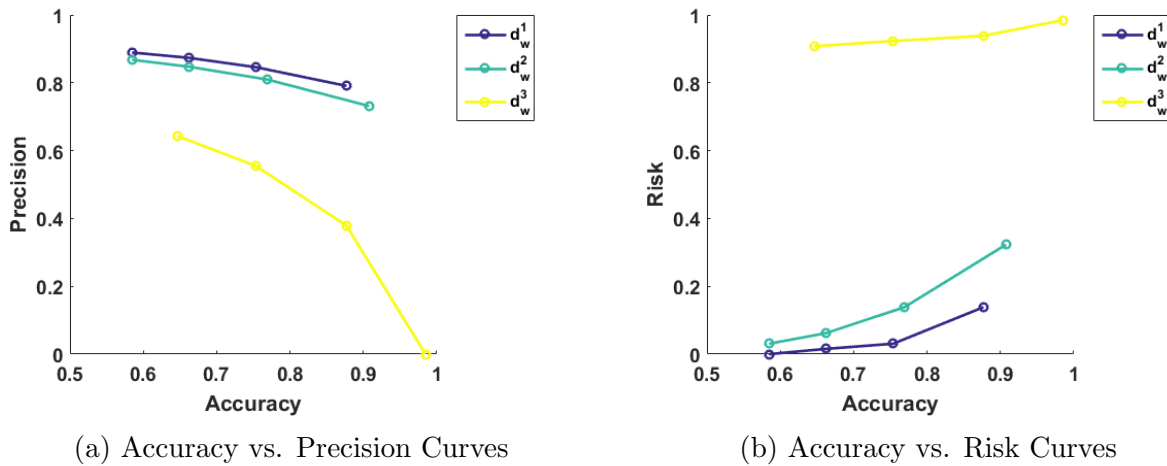 1
0.8
0.6
0.4
0.2
0
0.5
0.6
0.7
0.8
0.9
1
Precision
Accuracy
d_w^1
d_w^2
d_w^3
(a) Accuracy vs. Precision Curves
1
0.8
0.6
0.4
0.2
0
0.5
0.6
0.7
0.8
0.9
1
Risk
Accuracy
d_w^1
d_w^2
d_w^3
(b) Accuracy vs. Risk Curves